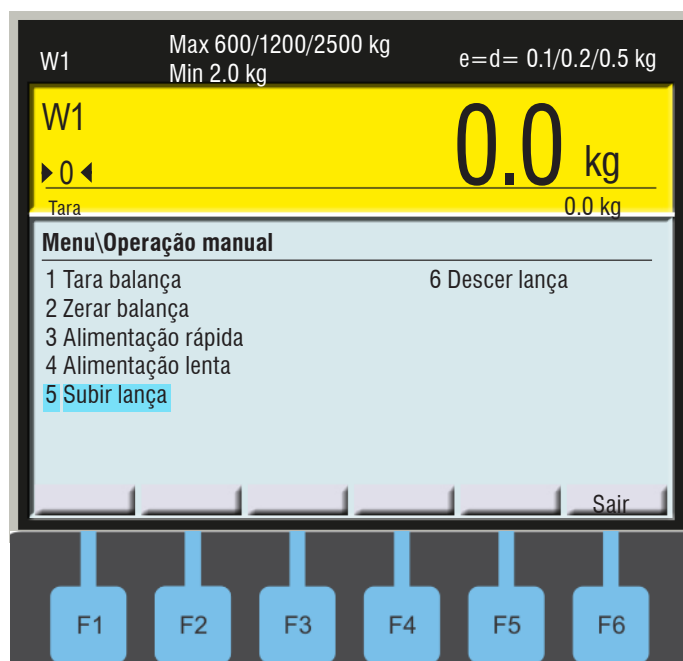 W1 Max 600/1200/2500 kg e=d= 0.1/0.2/0.5 kg
Min 2.0 kg
W1
0.0 kg
0
Tara 0.0 kg
Menu\Operação manual
1 Tara balança 6 Descer lança
2 Zerar balança
3 Alimentação rápida
4 Alimentação lenta
5 Subir lança
Sair
F1 F2 F3 F4 F5 F6